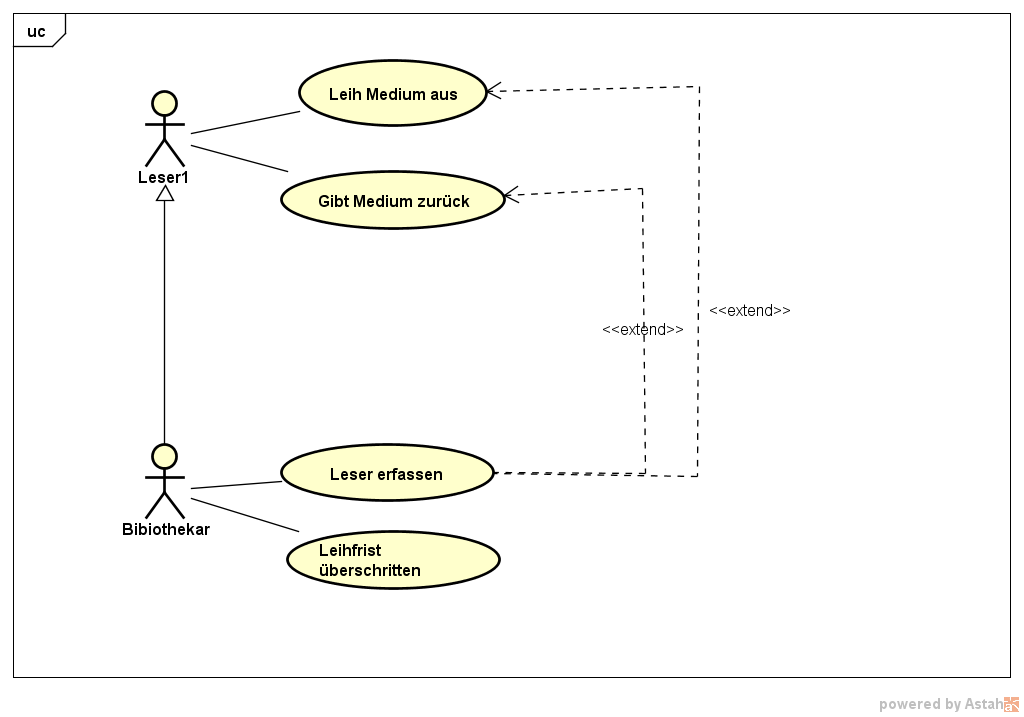 uc
Leih Medium aus
Leser1
Gibt Medium zurück
<<extend>>
<<extend>>
Leser erfassen
Bibiothekar
Leihfrist
überschritten
powered by Astah